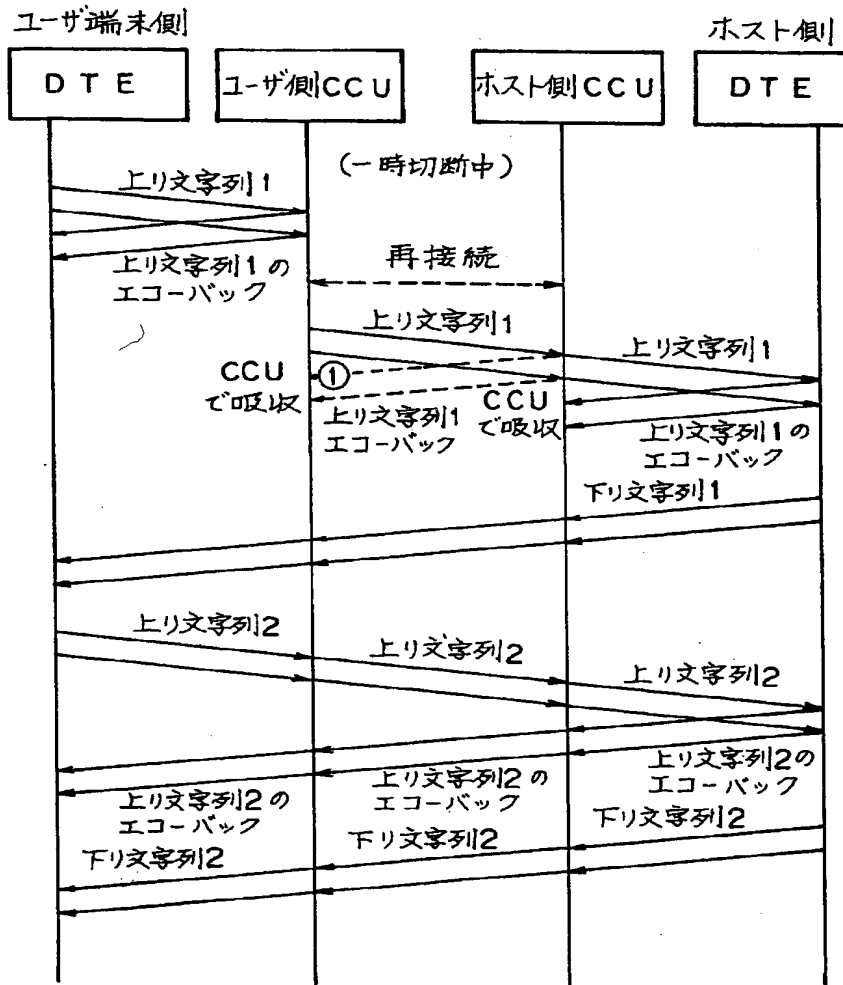 ユーザ端末側
ホスト側
DTE
ユーザ側CCU
ホスト側CCU
DTE
(一時切断中)
上り文字列1
上り文字列1の
エコーバック
再接続
上り文字列1
上り文字列1
CCU
で吸収
①
上り文字列1
エコーバック
CCU
で吸収
上り文字列1の
エコーバック
下り文字列1
上り文字列2
上り文字列2
上り文字列2
上り文字列2の
エコーバック
上り文字列2の
エコーバック
上り文字列2の
エコーバック
下り文字列2
下り文字列2
下り文字列2